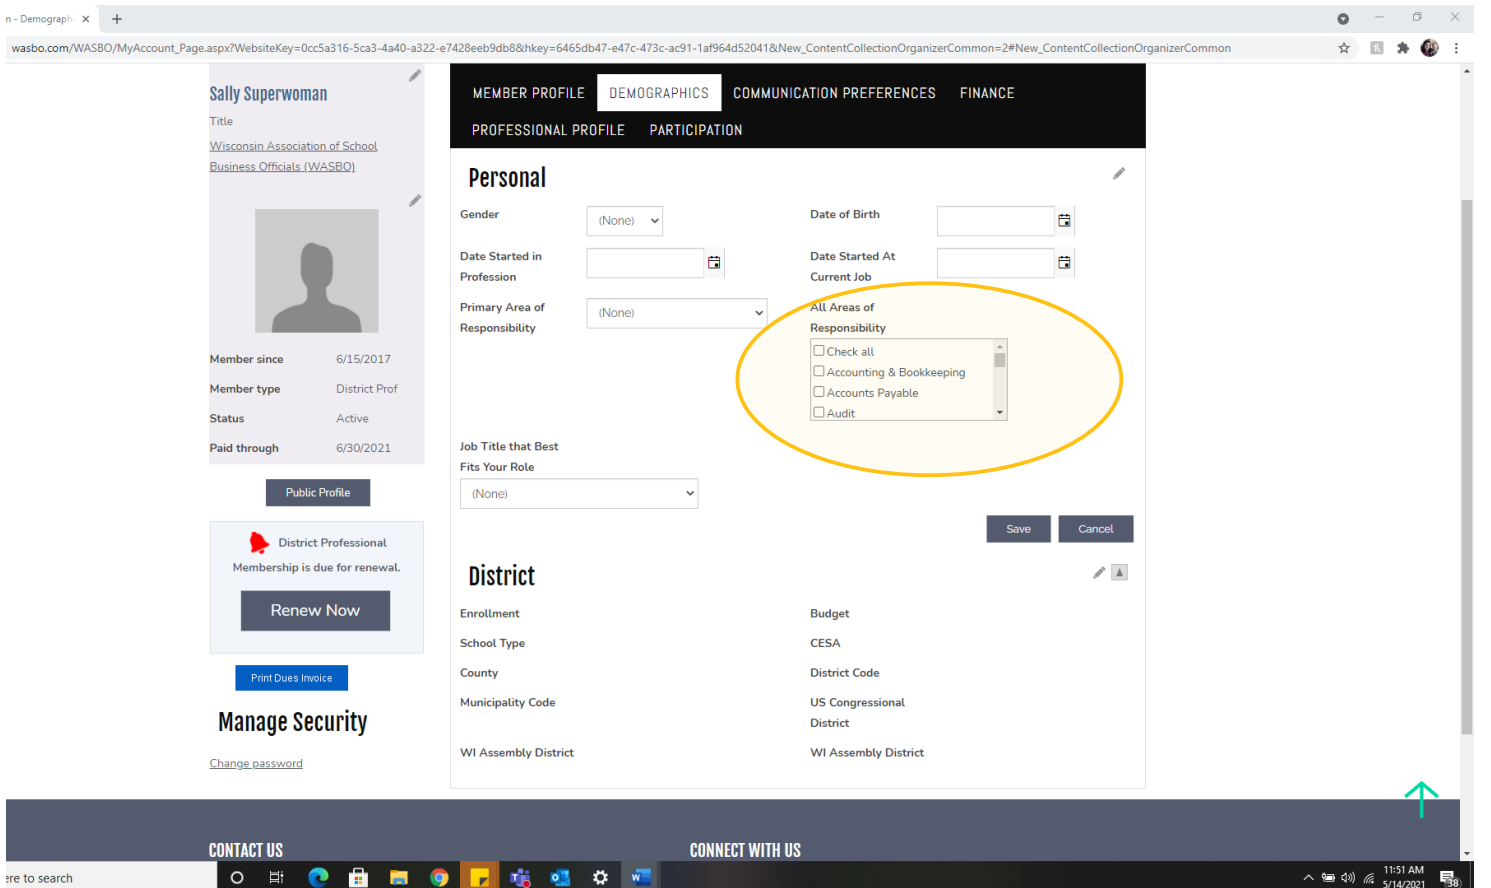 n - Demograph
wasbo.com/WASBO/MyAccount_Page.aspx?WebsiteKey=0cc5a316-5ca3-4a40-a322-e7428eeb9db8&hkey=6465db47-e47c-473c-ac91-1af964d52041&New_ContentCollectionOrganizerCommon=2#New_ContentCollectionOrganizerCommon
Sally Superwoman
Title
Wisconsin Association of School
Business Officials (WASBO)
Member since 6/15/2017
Member type District Prof
Status Active
Paid through 6/30/2021
Public Profile
District Professional
Membership is due for renewal.
Renew Now
Print Dues Invoice
Manage Security
Change password
MEMBER PROFILE DEMOGRAPHICS COMMUNICATION PREFERENCES FINANCE
PROFESSIONAL PROFILE PARTICIPATION
Personal
Gender (None) Date of Birth
Date Started in Date Started At
Profession Current Job
Primary Area of (None) All Areas of
Responsibility Responsibility
Check all
Accounting & Bookkeeping
Accounts Payable
Audit
Job Title that Best
Fits Your Role
(None)
Save Cancel
District
Enrollment Budget
School Type CESA
County District Code
Municipality Code US Congressional
District
WI Assembly District WI Assembly District
CONTACT US CONNECT WITH US
ere to search
11:51 AM
5/14/2021
38